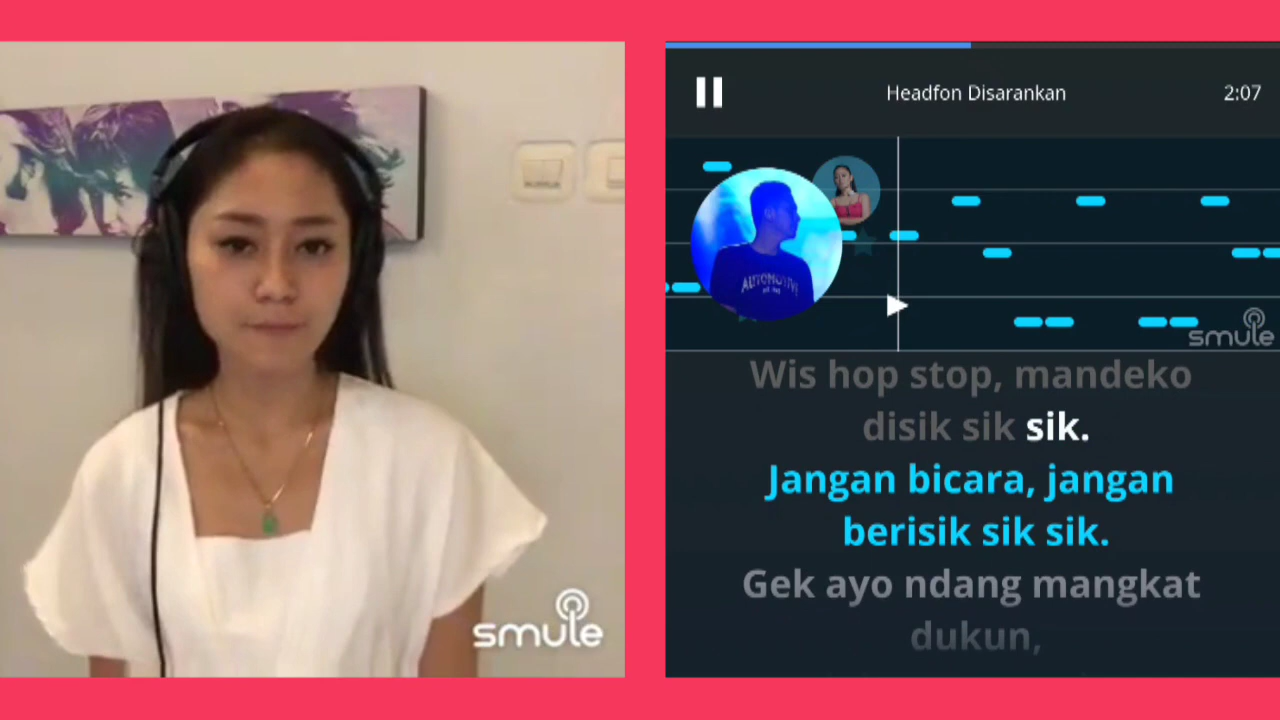 smule
Headfon Disarankan
2:07
AUTOMOTIVE
smule
Wis hop stop, mandeko
disik sik sik.
Jangan bicara, jangan
berisik sik sik.
Gek ayo ndang mangkat
dukun,